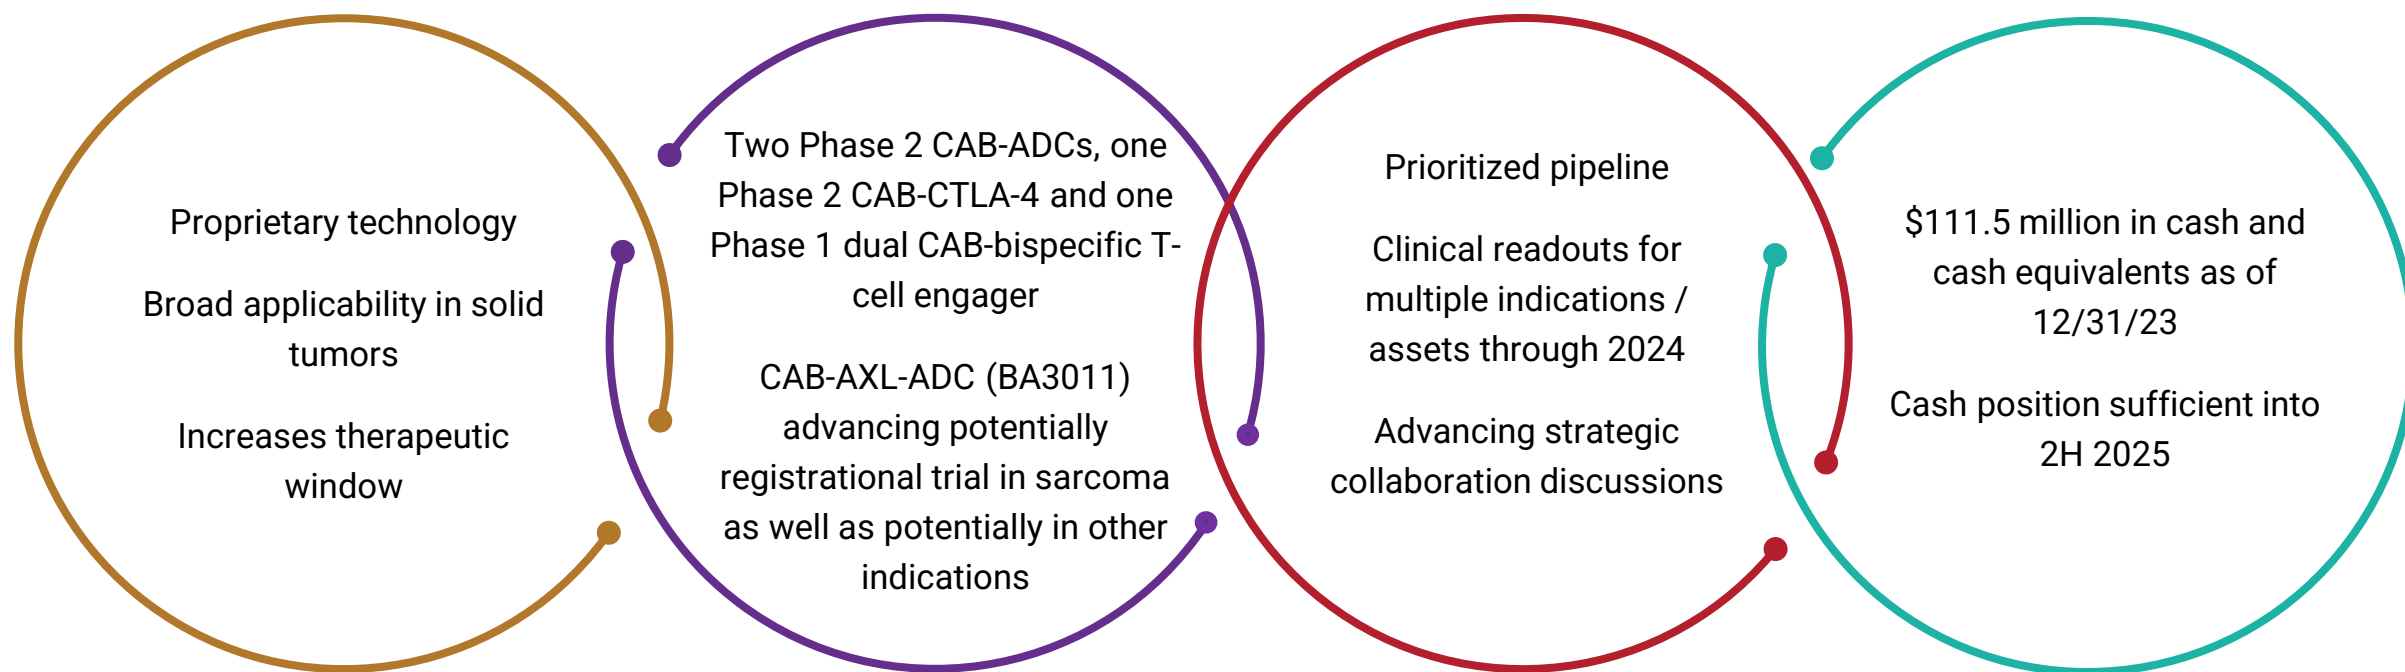 Proprietary technology
Broad applicability in solid
tumors
Increases therapeutic
window
Two Phase 2 CAB-ADCs, one
Phase 2 CAB-CTLA-4 and one
Phase 1 dual CAB-bispecific T-
cell engager
CAB-AXL-ADC (BA3011)
advancing potentially
registrational trial in sarcoma
as well as potentially in other
indications
Prioritized pipeline
Clinical readouts for
multiple indications /
assets through 2024
Advancing strategic
collaboration discussions
$111.5 million in cash and
cash equivalents as of
12/31/23
Cash position sufficient into
2H 2025